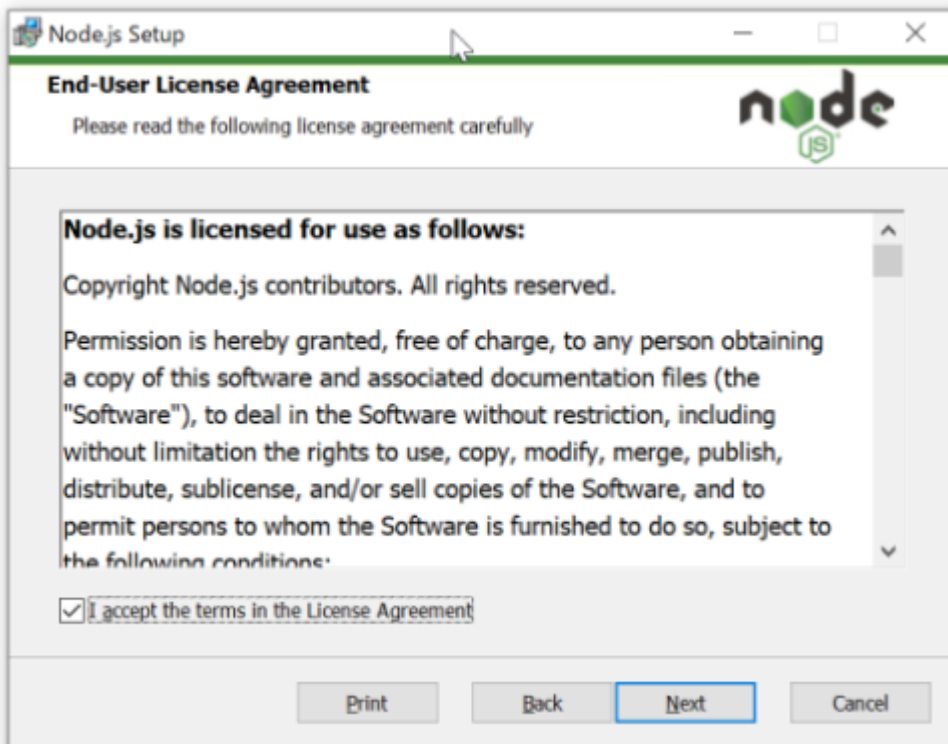 Node.js Setup
End-User License Agreement
Please read the following license agreement carefully
node
JS
Node.js is licensed for use as follows:
Copyright Node.js contributors. All rights reserved.
Permission is hereby granted, free of charge, to any person obtaining
a copy of this software and associated documentation files (the
"Software"), to deal in the Software without restriction, including
without limitation the rights to use, copy, modify, merge, publish,
distribute, sublicense, and/or sell copies of the Software, and to
permit persons to whom the Software is furnished to do so, subject to
the following conditions:
I accept the terms in the License Agreement
Print Back Next Cancel